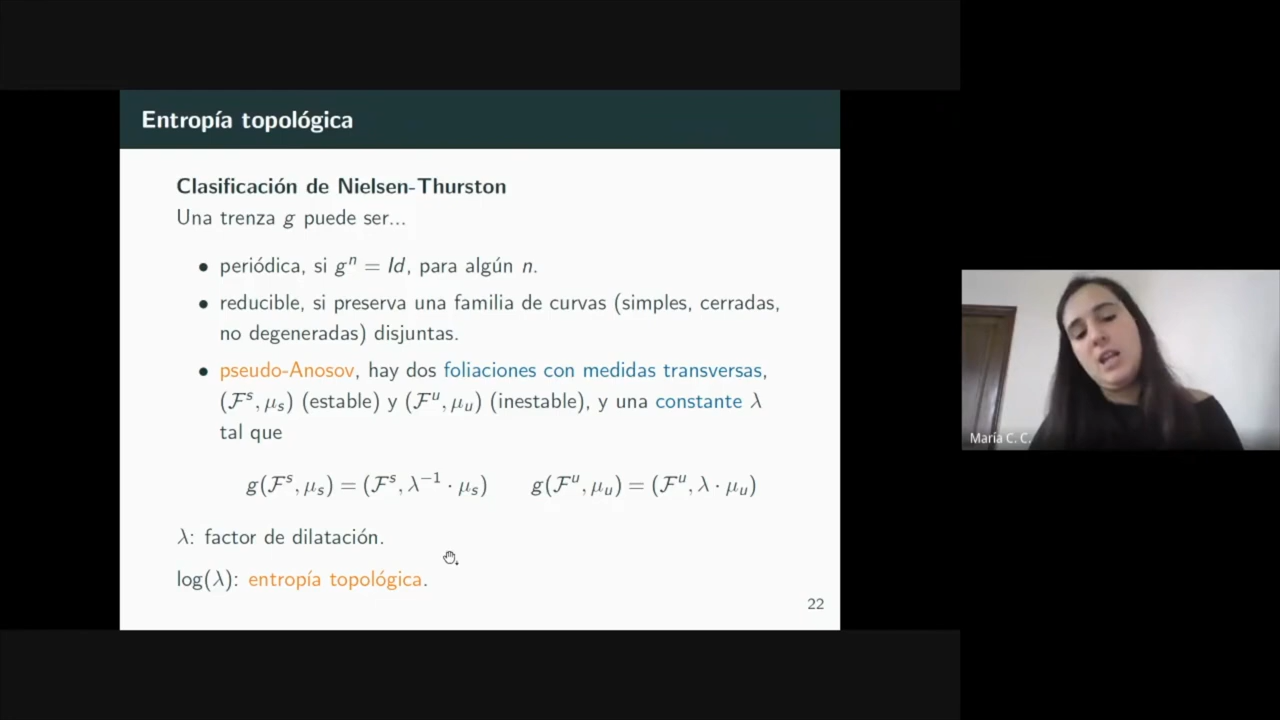 Entropía topológica
Clasificación de Nielsen-Thurston
Una trenza g puede ser...
• periódica, si gⁿ = Id, para algún n.
• reducible, si preserva una familia de curvas (simples, cerradas,
no degeneradas) disjuntas.
• pseudo-Anosov, hay dos foliaciones con medidas transversas,
(ℱˢ, μₛ) (estable) y (ℱᵘ, μᵤ) (inestable), y una constante λ
tal que
g(ℱˢ, μₛ) = (ℱˢ, λ⁻¹ · μₛ) g(ℱᵘ, μᵤ) = (ℱᵘ, λ · μᵤ)
λ: factor de dilatación.
log(λ): entropía topológica.
22
María C. C.